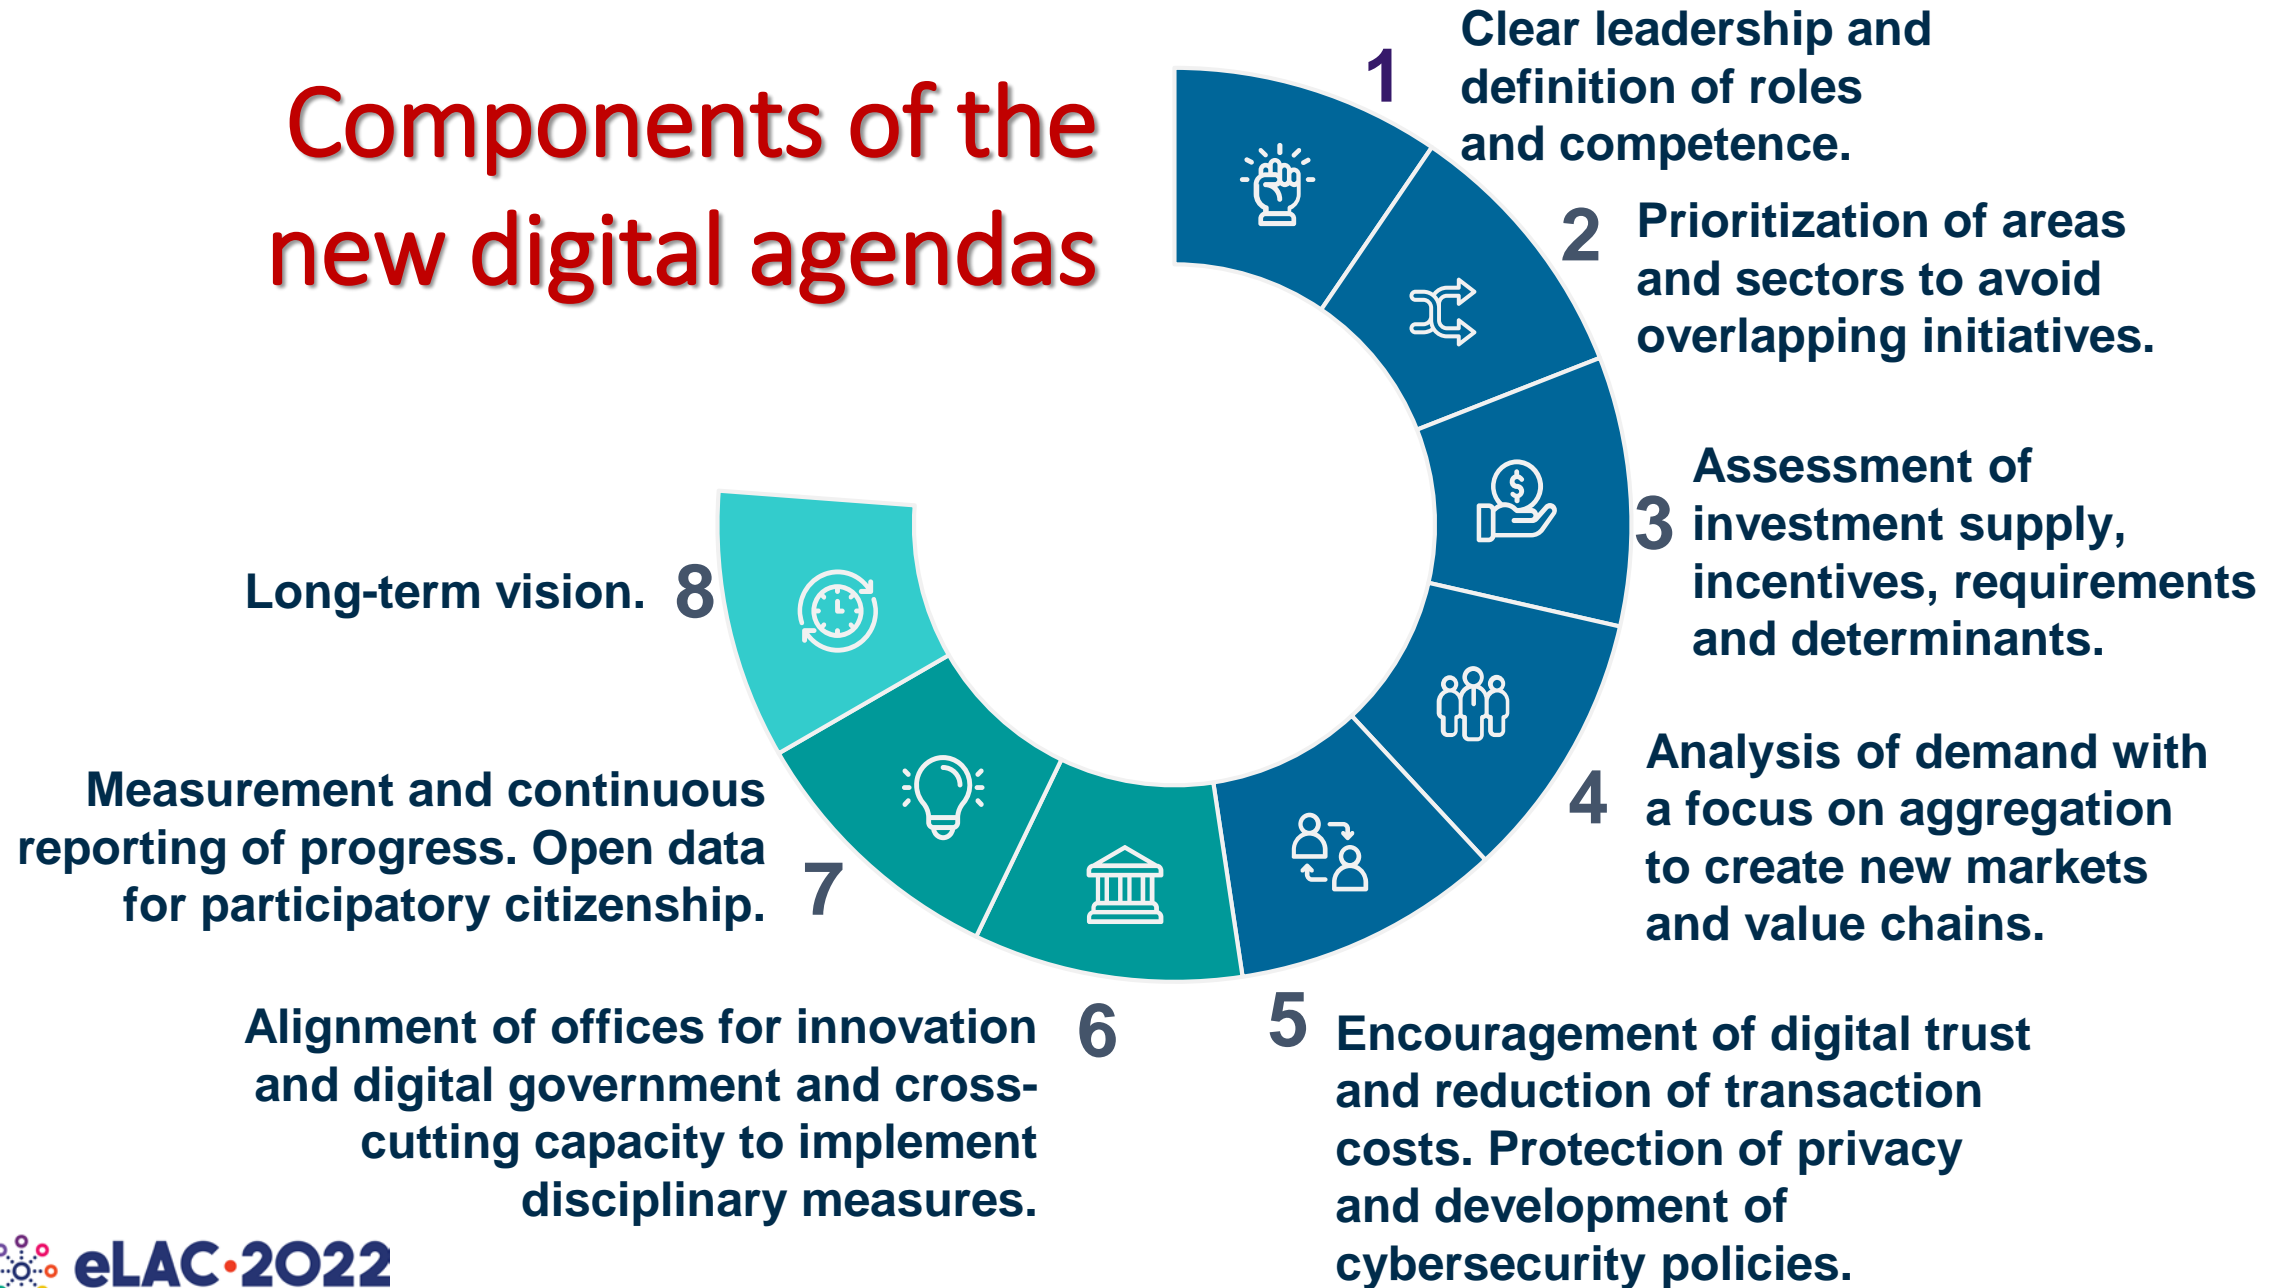 Components of the
new digital agendas
1
Clear leadership and
definition of roles
and competence.
2
Prioritization of areas
and sectors to avoid
overlapping initiatives.
3
Assessment of
investment supply,
incentives, requirements
and determinants.
4
Analysis of demand with
a focus on aggregation
to create new markets
and value chains.
5
Encouragement of digital trust
and reduction of transaction
costs. Protection of privacy
and development of
cybersecurity policies.
6
Alignment of offices for innovation
and digital government and cross-
cutting capacity to implement
disciplinary measures.
7
Measurement and continuous
reporting of progress. Open data
for participatory citizenship.
8
Long-term vision.
$
eLAC•2022